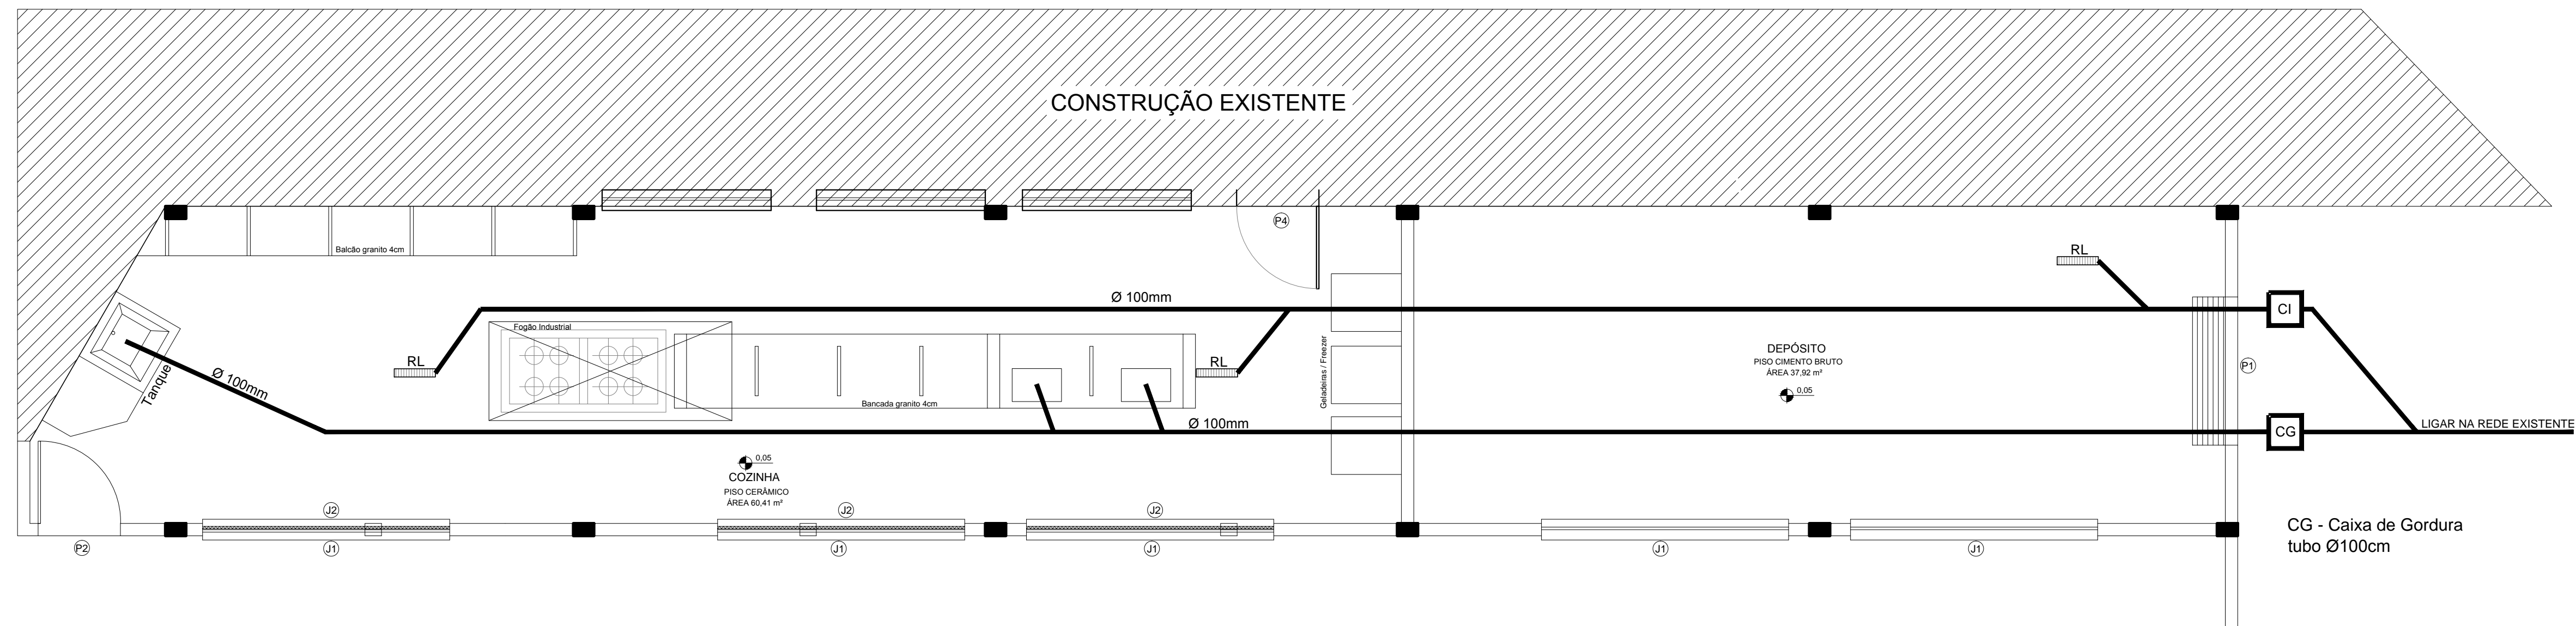 CONSTRUÇÃO EXISTENTE
P4
Balcão granito 4cm
RL
Ø 100mm
CI
Fogão Industrial
Geladeiras / Freezer
DEPÓSITO
PISO CIMENTO BRUTO
ÁREA 37,92 m²
0,05
P1
RL
RL
Ø 100mm
Tanque
Bancada granito 4cm
Ø 100mm
CG
LIGAR NA REDE EXISTENTE
0,05
COZINHA
PISO CERÂMICO
ÁREA 60,41 m²
J2
J2
J2
P2
J1
J1
J1
J1
J1
CG - Caixa de Gordura
tubo Ø100cm